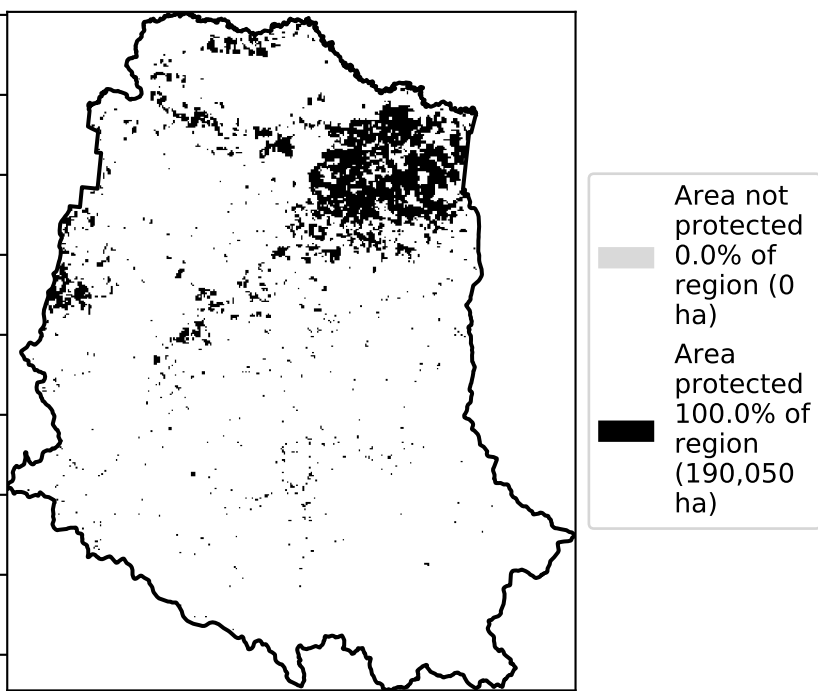 Area not
protected
0.0% of
region (0
ha)
Area
protected
100.0% of
region
(190,050
ha)